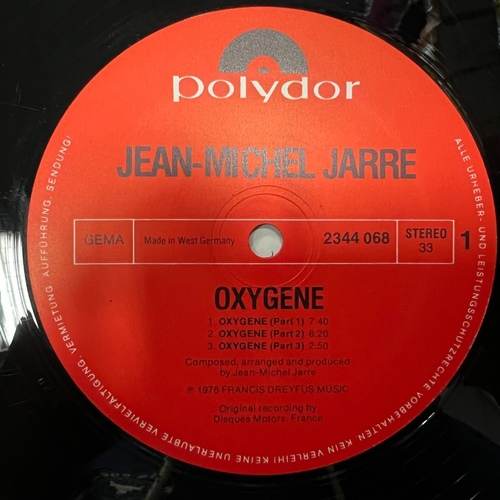 polydor
JEAN-MICHEL JARRE
GEMA
Made in West Germany
2344 068
STEREO
33
1
OXYGENE
1. OXYGENE (Part 1) 7:40
2. OXYGENE (Part 2) 8:20
3. OXYGENE (Part 3) 2:50
Composed, arranged and produced
by Jean-Michel Jarre
℗ 1976 FRANCIS DREYFUS MUSIC
Original recording by
Disques Motors, France
ALLE URHEBER- UND LEISTUNGSSCHUTZRECHTE VORBEHALTEN KEIN VERLEIH! KEINE UNERLAUBTE VERVIELFÄLTIGUNG, VERMIETUNG, AUFFÜHRUNG, SENDUNG!